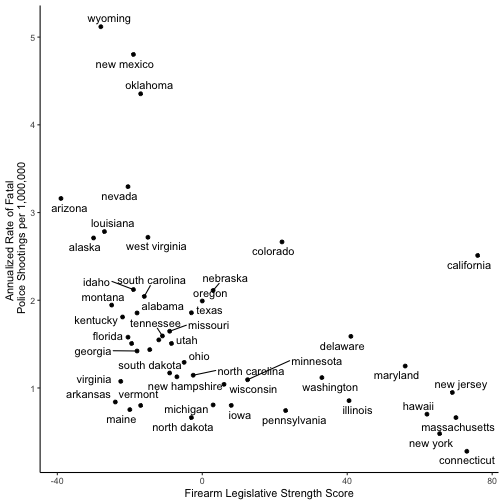 wyoming
new mexico
oklahoma
nevada
arizona
louisiana
alaska
west virginia
colorado
california
idaho
south carolina
nebraska
oregon
montana
alabama
texas
kentucky
tennessee
missouri
florida
utah
delaware
georgia
ohio
south dakota
north carolina
minnesota
maryland
virginia
new hampshire
wisconsin
washington
new jersey
arkansas
vermont
maine
michigan
iowa
illinois
hawaii
north dakota
pennsylvania
massachusetts
new york
connecticut
5
4
3
2
1
-40
0
40
80
Firearm Legislative Strength Score
Annualized Rate of Fatal
Police Shootings per 1,000,000